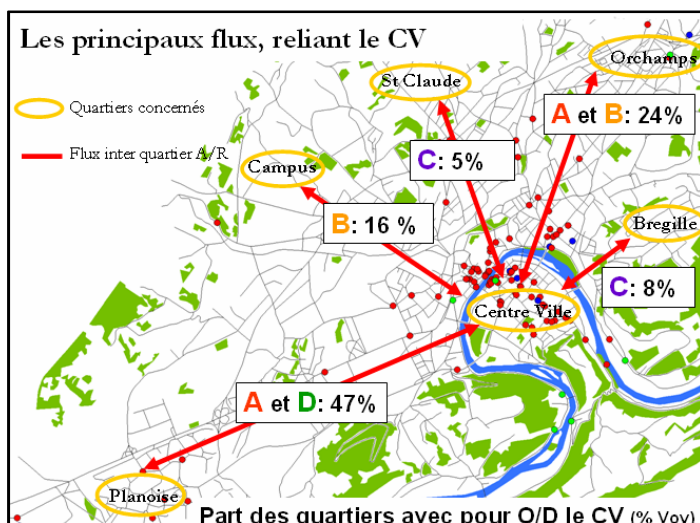 Les principaux flux, reliant le CV
Orchamps
St Claude
Quartiers concernés
A et B: 24%
Flux inter quartier A/R
C: 5%
Campus
B: 16 %
Bregille
C: 8%
Centre Ville
A et D: 47%
Planoise
Part des quartiers avec pour O/D le CV (% Voy)